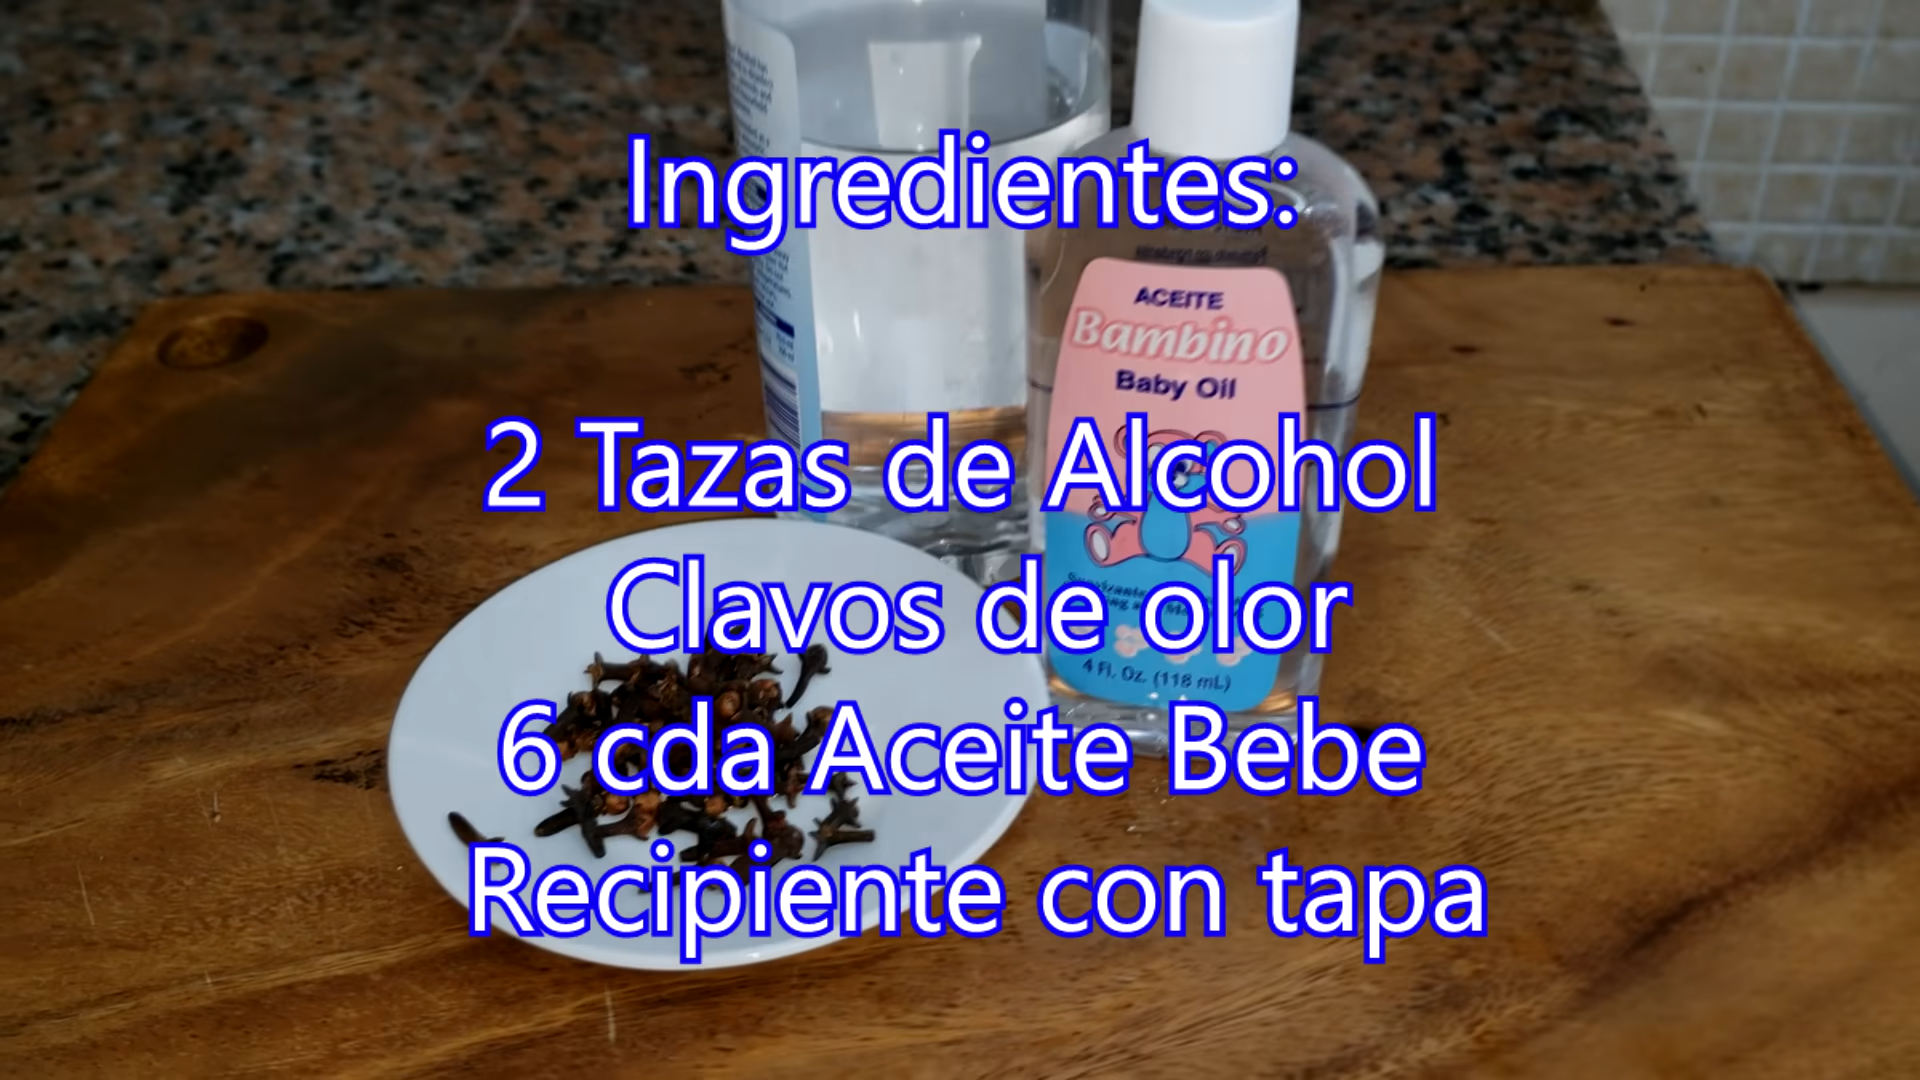 Ingredientes:
ACEITE
Bambino
Baby Oil
2 Tazas de Alcohol
Clavos de olor
4 Fl. Oz. (118 mL)
6 cda Aceite Bebe
Recipiente con tapa